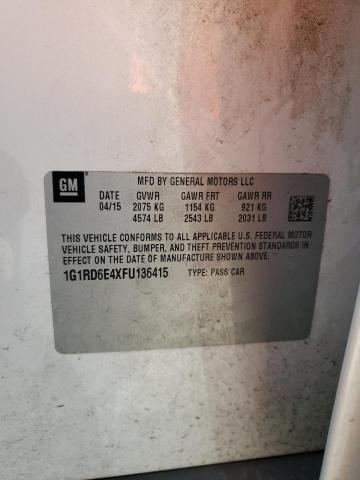 GM
MFD BY GENERAL MOTORS LLC
DATE GVWR GAWR FRT GAWR RR
04/15 2075 KG 1154 KG 921 KG
4574 LB 2543 LB 2031 LB
THIS VEHICLE CONFORMS TO ALL APPLICABLE U.S. FEDERAL MOTOR
VEHICLE SAFETY, BUMPER, AND THEFT PREVENTION STANDARDS
IN EFFECT ON THE DATE OF MANUFACTURE SHOWN ABOVE.
1G1RD6E4XFU136415 TYPE: PASS CAR